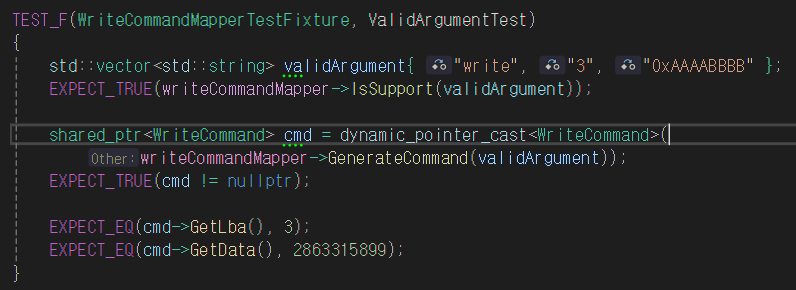 TEST_F(WriteCommandMapperTestFixture, ValidArgumentTest)
{
std::vector<std::string> validArgument{ "write", "3", "0xAAAABBBB" };
EXPECT_TRUE(writeCommandMapper->IsSupport(validArgument));
shared_ptr<WriteCommand> cmd = dynamic_pointer_cast<WriteCommand>(
Other: writeCommandMapper->GenerateCommand(validArgument));
EXPECT_TRUE(cmd != nullptr);
EXPECT_EQ(cmd->GetLba(), 3);
EXPECT_EQ(cmd->GetData(), 2863315899);
}